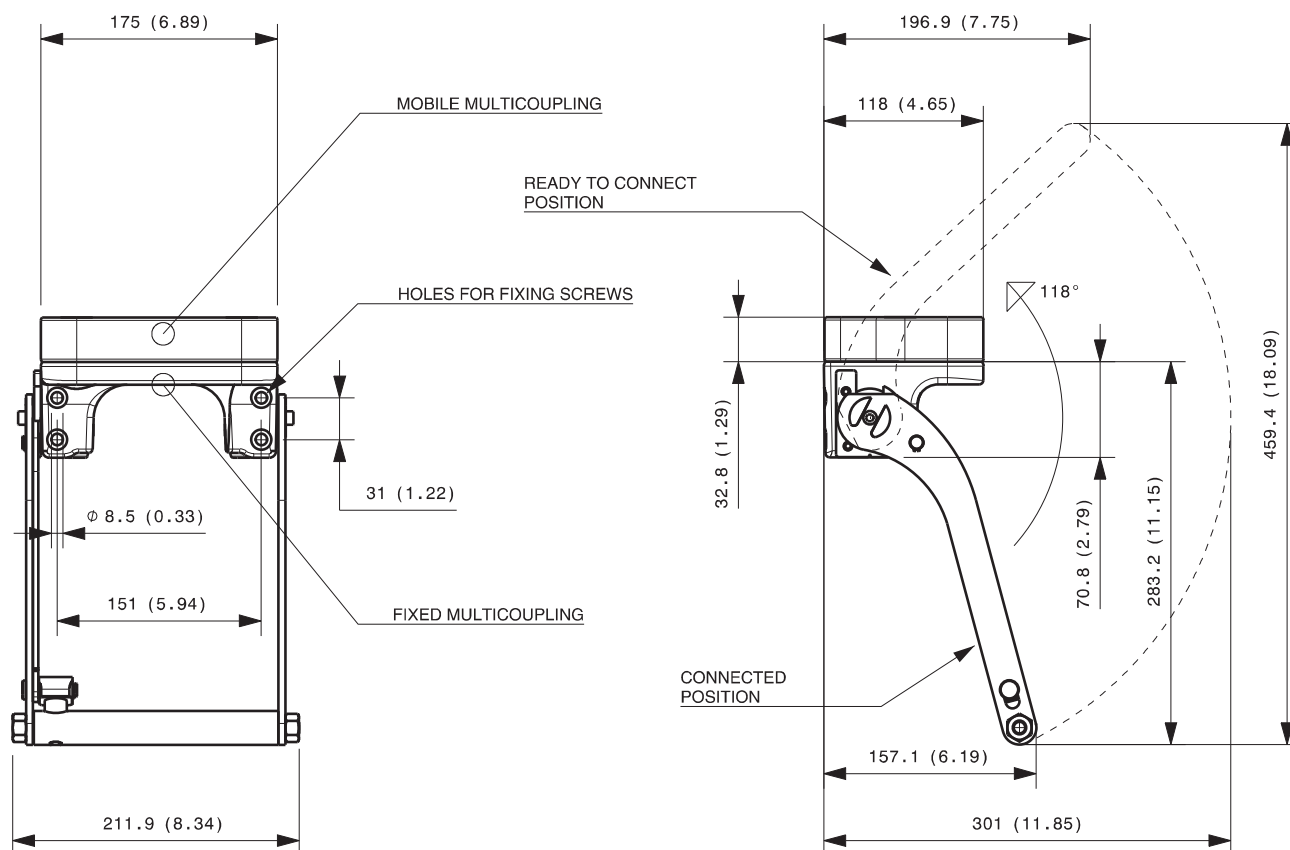 175 (6.89)
196.9 (7.75)
MOBILE MULTICOUPLING
118 (4.65)
READY TO CONNECT
POSITION
HOLES FOR FIXING SCREWS
118°
32.8 (1.29)
459.4 (18.09)
31 (1.22)
ϕ 8.5 (0.33)
70.8 (2.79)
283.2 (11.15)
151 (5.94)
FIXED MULTICOUPLING
CONNECTED
POSITION
157.1 (6.19)
211.9 (8.34)
301 (11.85)